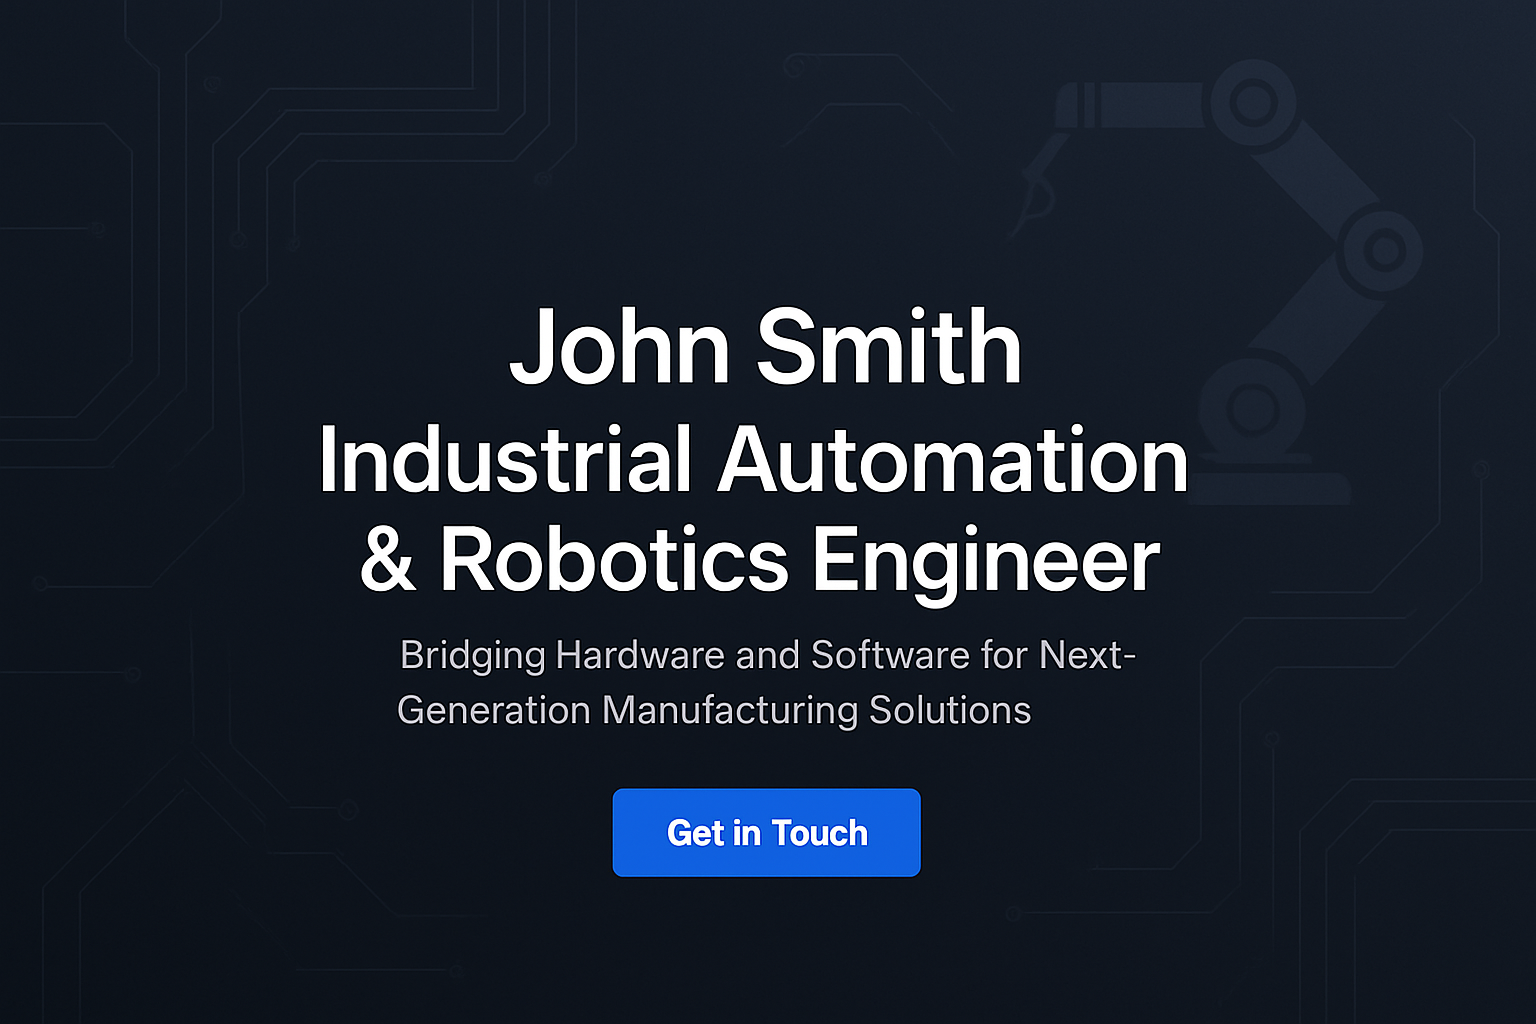 John Smith
Industrial Automation
& Robotics Engineer
Bridging Hardware and Software for Next-
Generation Manufacturing Solutions
Get in Touch